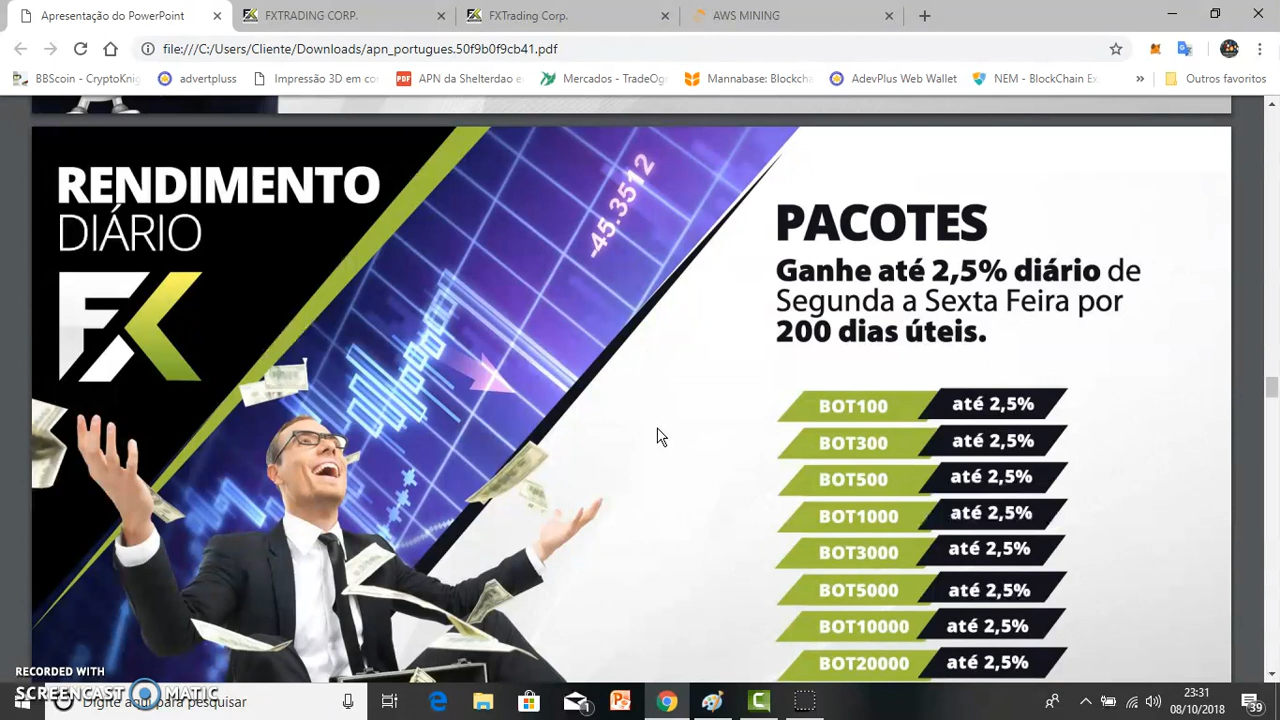 Apresentação do PowerPoint
FXTRADING CORP.
FXTrading Corp.
AWS MINING
file:///C:/Users/Cliente/Downloads/apn_portugues.50f9b0f9cb41.pdf
BBScoin - CryptoKnig
advertplus
Impressão 3D em co
APN da Shelterdao e
Mercados - TradeOg
Mannabase: Blockcha
AdevPlus Web Wallet
NEM - BlockChain Ex
»
Outros favoritos
RENDIMENTO
DIÁRIO
FX
-45.3512
PACOTES
Ganhe até 2,5% diário de
Segunda a Sexta Feira por
200 dias úteis.
BOT100 até 2,5%
BOT300 até 2,5%
BOT500 até 2,5%
BOT1000 até 2,5%
BOT3000 até 2,5%
BOT5000 até 2,5%
BOT10000 até 2,5%
BOT20000 até 2,5%
RECORDED WITH
SCREENCAST MATIC
Digite aqui para pesquisar
1
23:31
08/10/2018
39